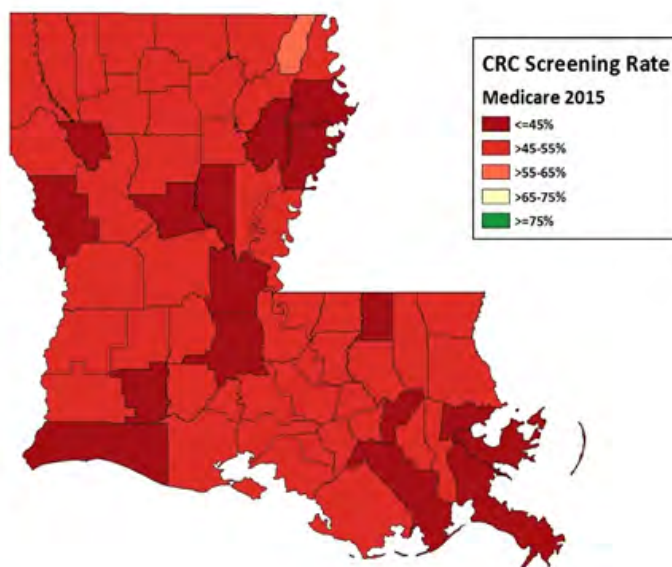 CRC Screening Rate
Medicare 2015
<=45%
>45-55%
>55-65%
>65-75%
>=75%